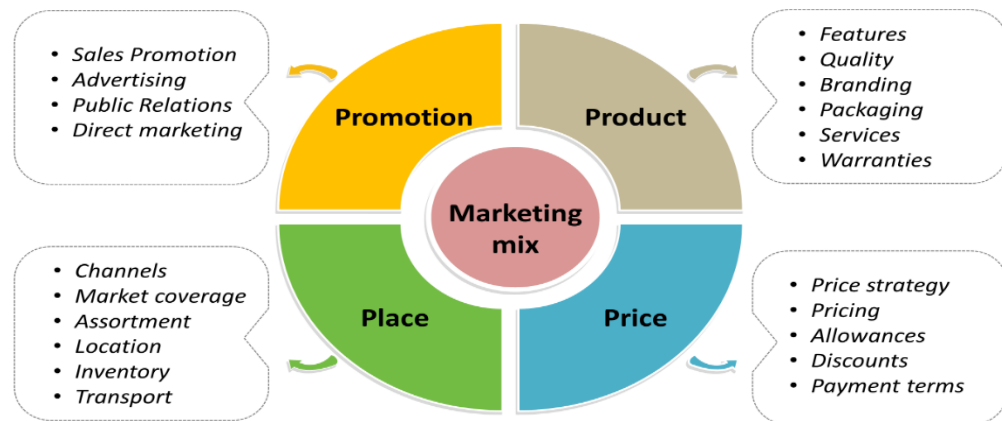 • Sales Promotion
• Advertising
• Public Relations
• Direct marketing
Promotion
Product
• Features
• Quality
• Branding
• Packaging
• Services
• Warranties
Marketing
mix
• Channels
• Market coverage
• Assortment
• Location
• Inventory
• Transport
Place
Price
• Price strategy
• Pricing
• Allowances
• Discounts
• Payment terms